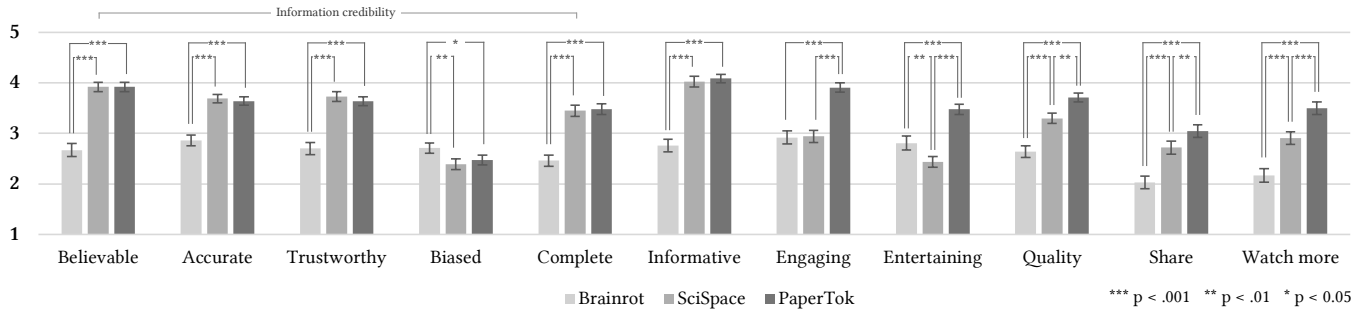 Information credibility
5
4
3
2
1
*** *** *** * *** *** *** *** *** *** ***
*** *** *** ** *** *** *** ** *** *** ** *** ** *** ***
Believable Accurate Trustworthy Biased Complete Informative Engaging Entertaining Quality Share Watch more
Brainrot SciSpace PaperTok
*** p < .001 ** p < .01 * p < 0.05